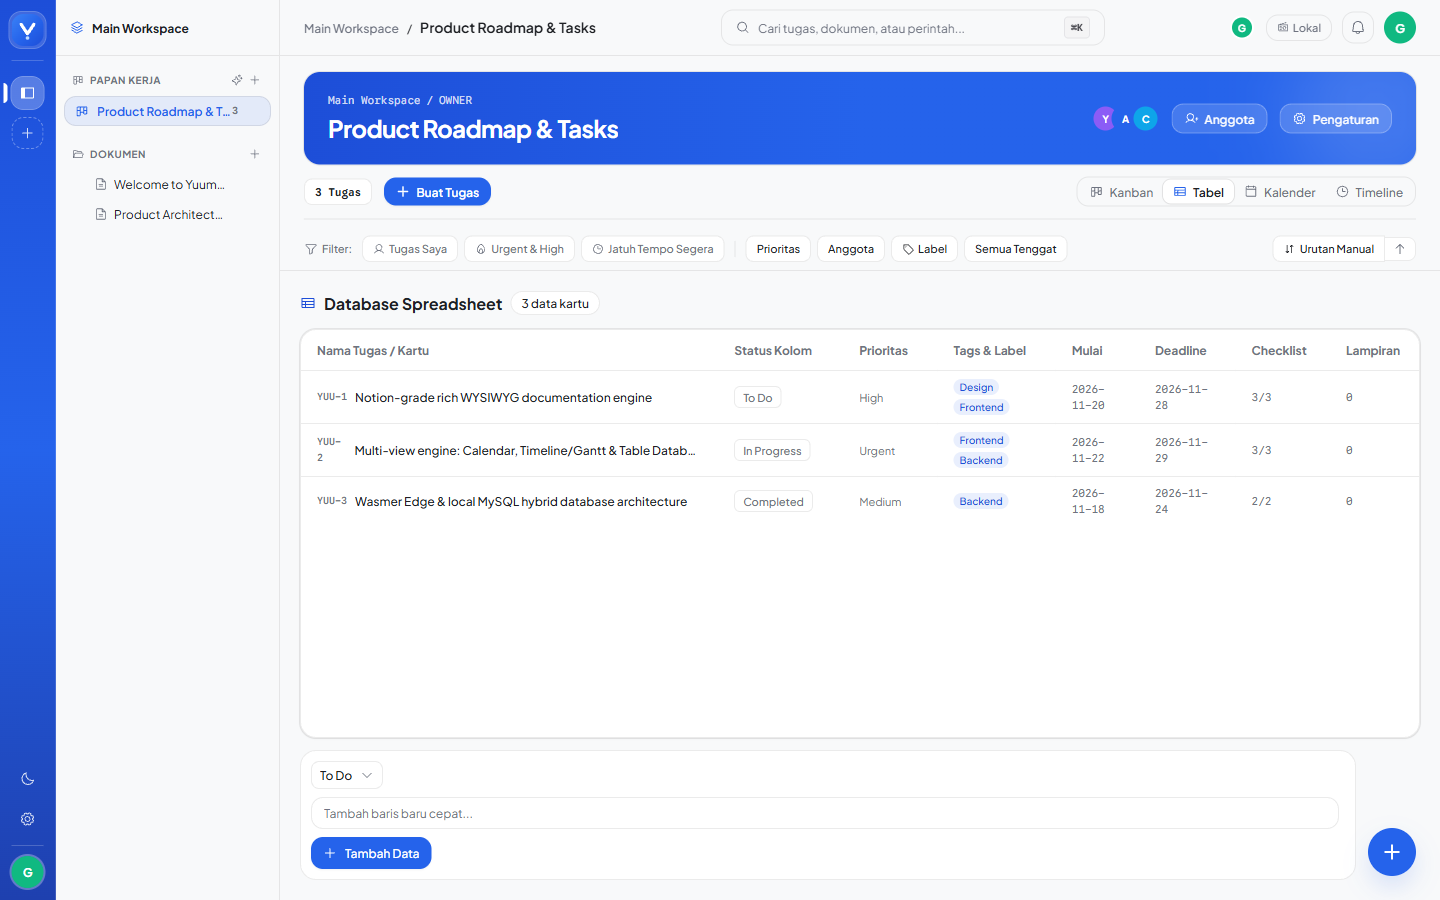 Main Workspace
PAPAN KERJA
Product Roadmap & T... 3
DOKUMEN
Welcome to Yuum...
Product Architect...
G
Main Workspace / Product Roadmap & Tasks
Cari tugas, dokumen, atau perintah...
⌘K
G
Lokal
G
Main Workspace / OWNER
Product Roadmap & Tasks
Y A C
Anggota
Pengaturan
3 Tugas
Buat Tugas
Kanban
Tabel
Kalender
Timeline
Filter:
Tugas Saya
Urgent & High
Jatuh Tempo Segera
Prioritas
Anggota
Label
Semua Tenggat
Urutan Manual
Database Spreadsheet
3 data kartu
Nama Tugas / Kartu Status Kolom Prioritas Tags & Label Mulai Deadline Checklist Lampiran
YUU-1 Notion-grade rich WYSIWYG documentation engine To Do High Design Frontend 2026-11-20 2026-11-28 3/3 0
YUU-2 Multi-view engine: Calendar, Timeline/Gantt & Table Datab... In Progress Urgent Frontend Backend 2026-11-22 2026-11-29 3/3 0
YUU-3 Wasmer Edge & local MySQL hybrid database architecture Completed Medium Backend 2026-11-18 2026-11-24 2/2 0
To Do
Tambah baris baru cepat...
Tambah Data